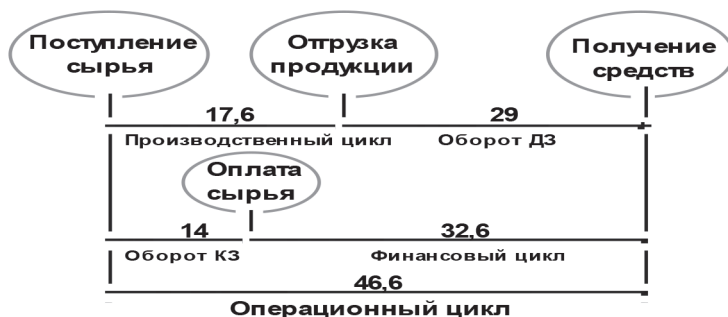 Поступление
сырья
Отгрузка
продукции
Получение
средств
17,6
29
Производственный цикл
Оборот ДЗ
Оплата
сырья
14
32,6
Оборот КЗ
Финансовый цикл
46,6
Операционный цикл